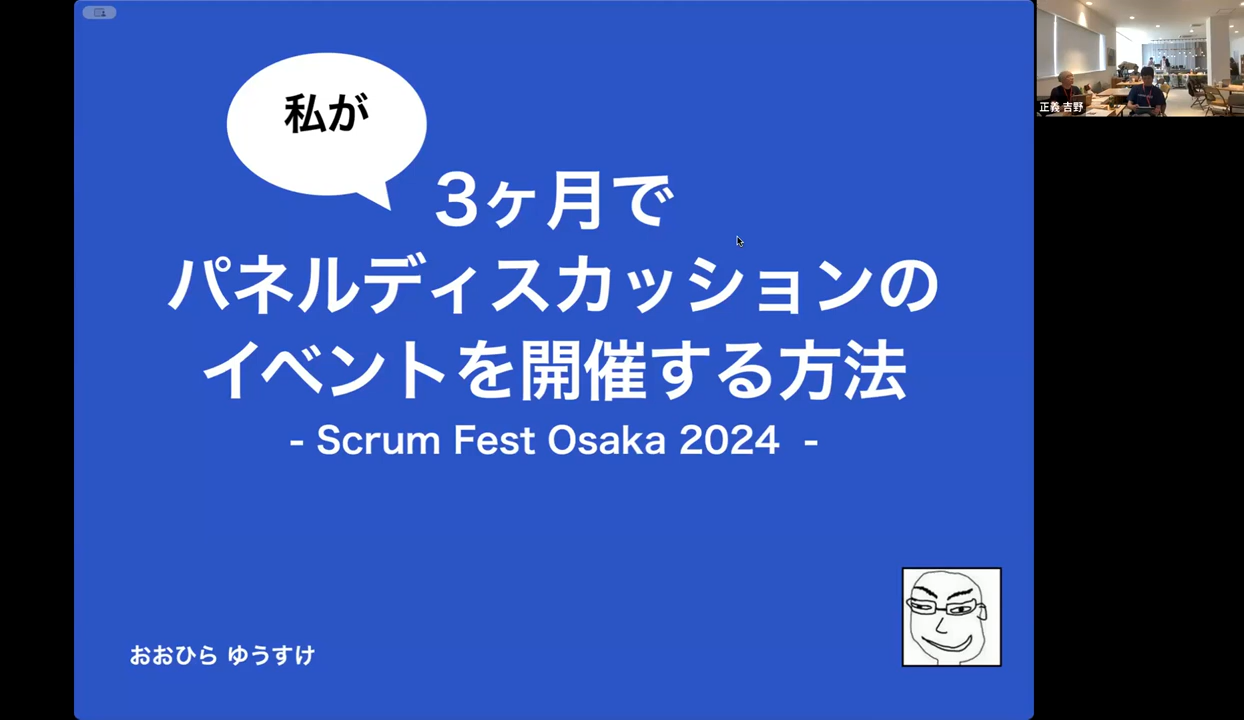 私が
3ヶ月で
パネルディスカッションの
イベントを開催する方法
- Scrum Fest Osaka 2024 -
おおひら ゆうすけ
正義 吉野